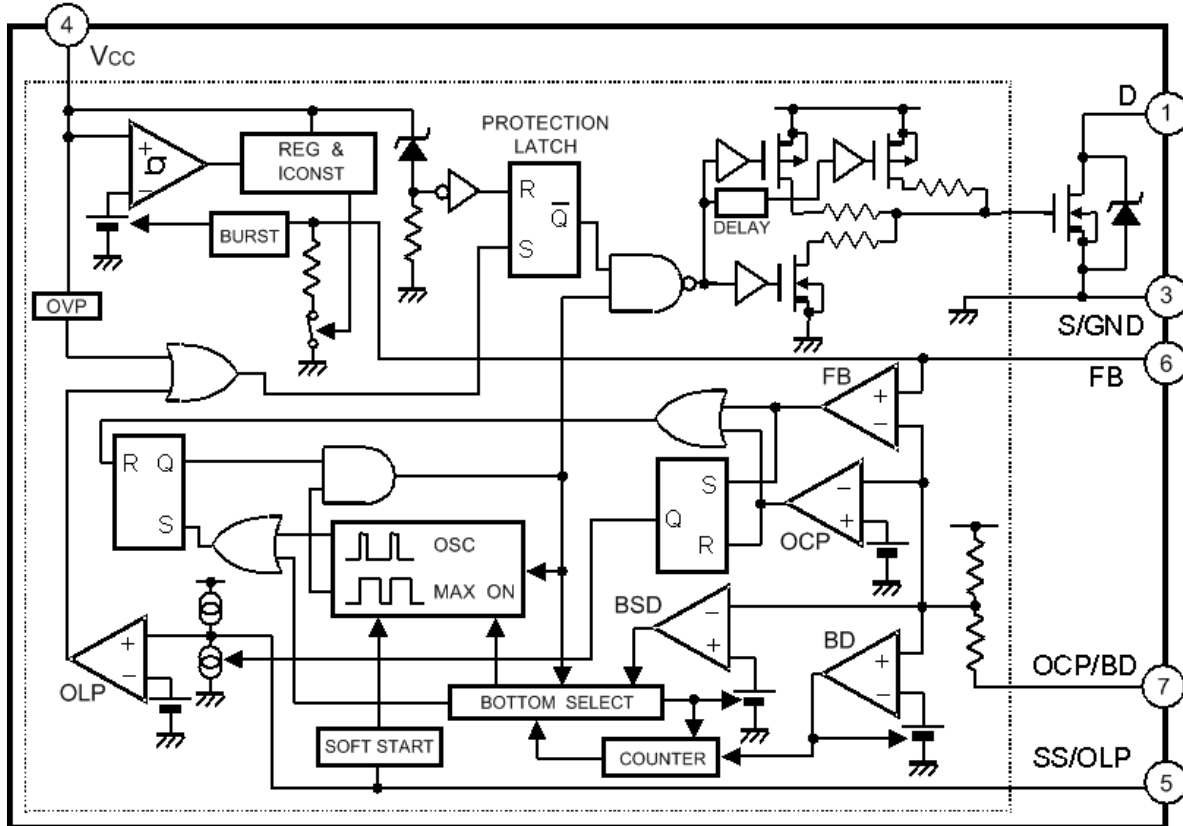 4
VCC
D
1
PROTECTION
LATCH
REG &
ICONST
+
−
R
Q
S
BURST
DELAY
OVP
3
S/GND
6
FB
FB
+
−
R Q
S
S
Q
R
−
+
OCP
OSC
MAX ON
BSD
−
+
BD
+
−
OCP/BD
7
+
−
OLP
BOTTOM SELECT
SOFT START
COUNTER
SS/OLP
5